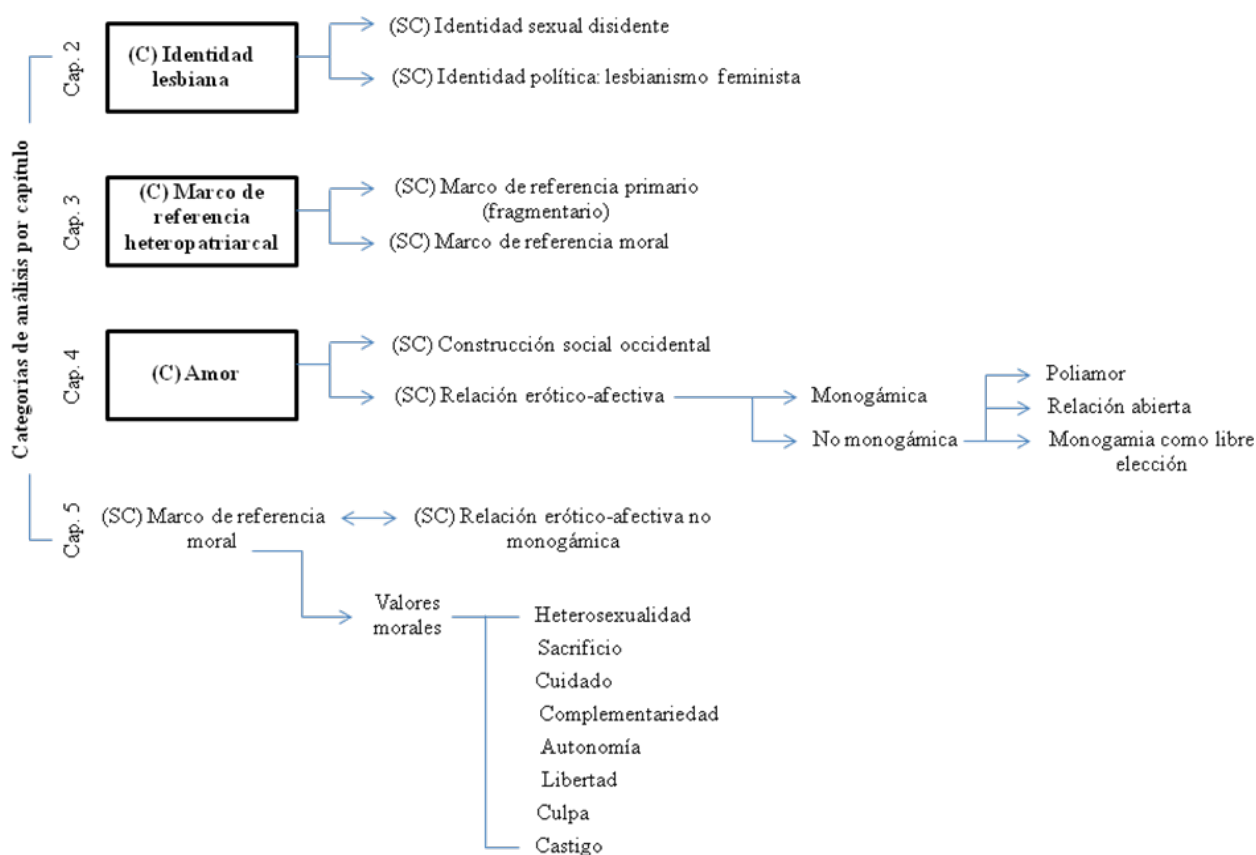 Categorías de análisis por capítulo
Cap. 2
(C) Identidad
lesbiana
(SC) Identidad sexual disidente
(SC) Identidad política: lesbianismo feminista
Cap. 3
(C) Marco de
referencia
heteropatriarcal
(SC) Marco de referencia primario
(fragmentario)
(SC) Marco de referencia moral
Cap. 4
(C) Amor
(SC) Construcción social occidental
(SC) Relación erótico-afectiva
Monogámica
No monogámica
Poliamor
Relación abierta
Monogamia como libre
elección
Cap. 5
(SC) Marco de referencia
moral
(SC) Relación erótico-afectiva no
monogámica
Valores
morales
Heterosexualidad
Sacrificio
Cuidado
Complementariedad
Autonomía
Libertad
Culpa
Castigo